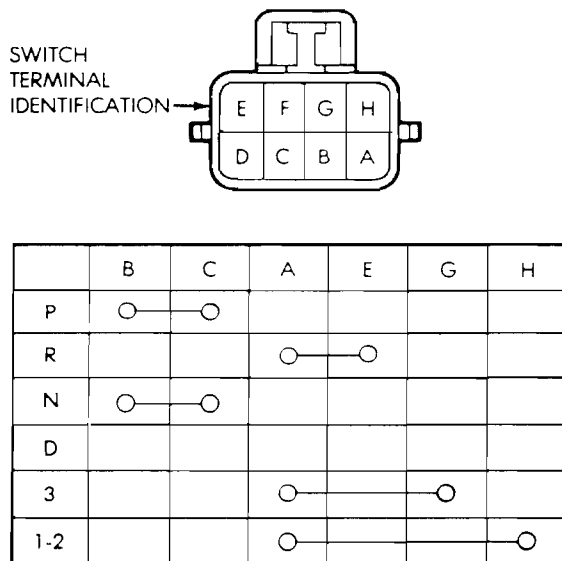 SWITCH
TERMINAL
IDENTIFICATION
E F G H
D C B A
B C A E G H
P
R
N
D
3
1-2